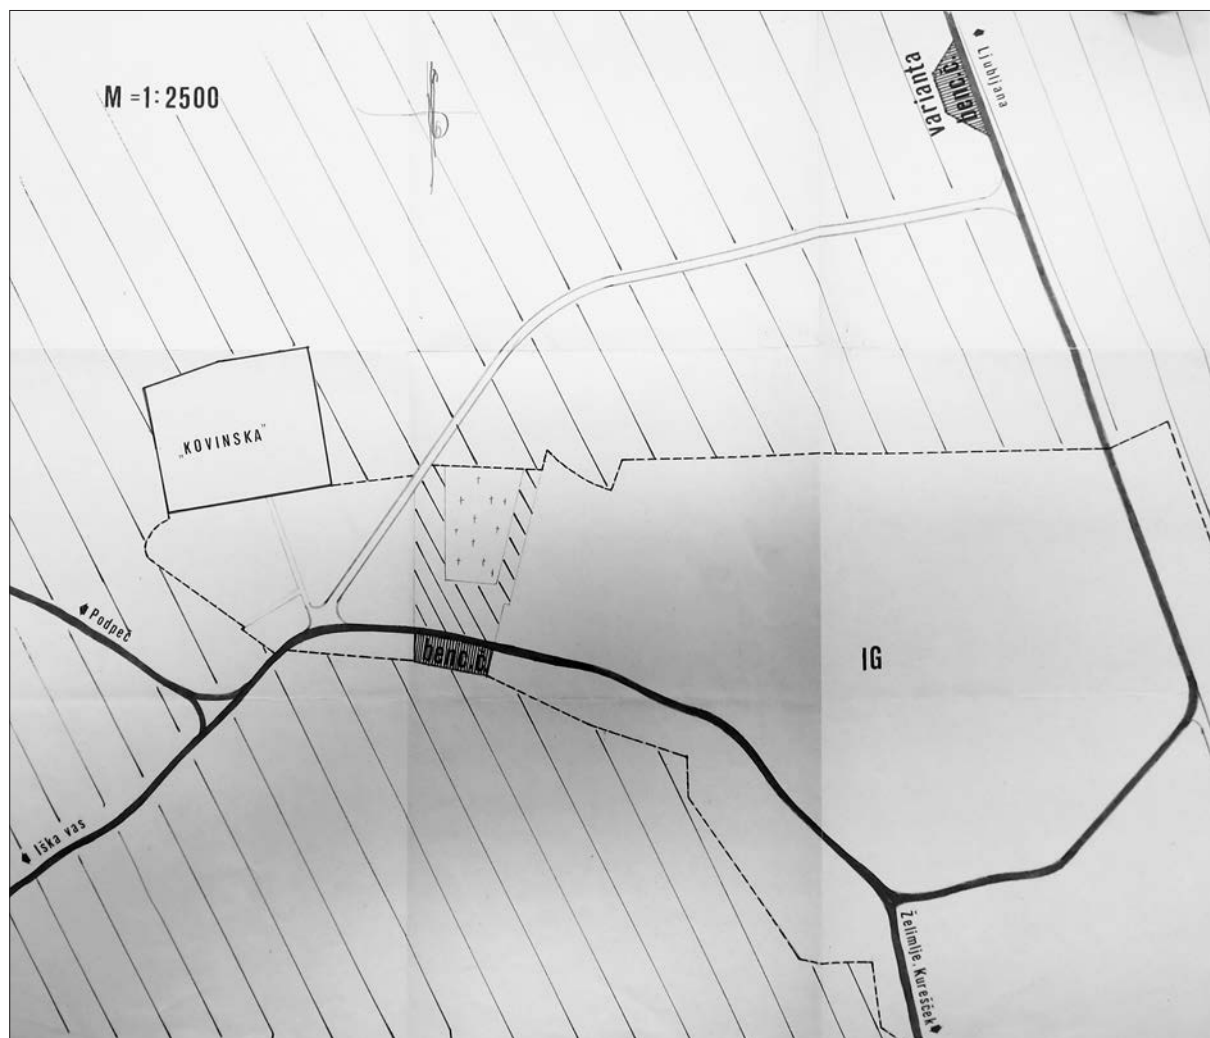 M = 1 : 2500
Ljubljana
varianta
benc. č.
„KOVINSKA"
Podpeč
benc. č.
IG
Iška vas
Želimlje, Kurešček